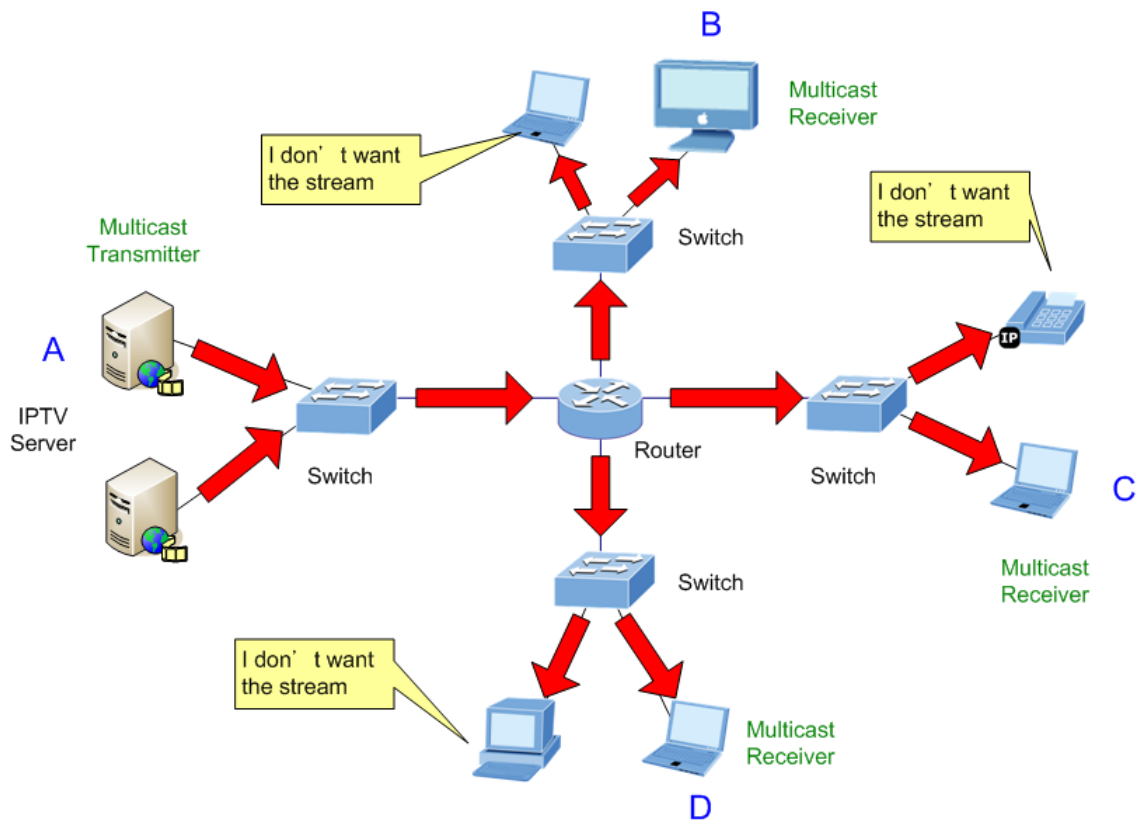 B
Multicast
Receiver
I don’t want
the stream
I don’t want
the stream
Switch
Multicast
Transmitter
A
IPTV
Server
IP
Switch
Router
Switch
C
Switch
Multicast
Receiver
I don’t want
the stream
Multicast
Receiver
D